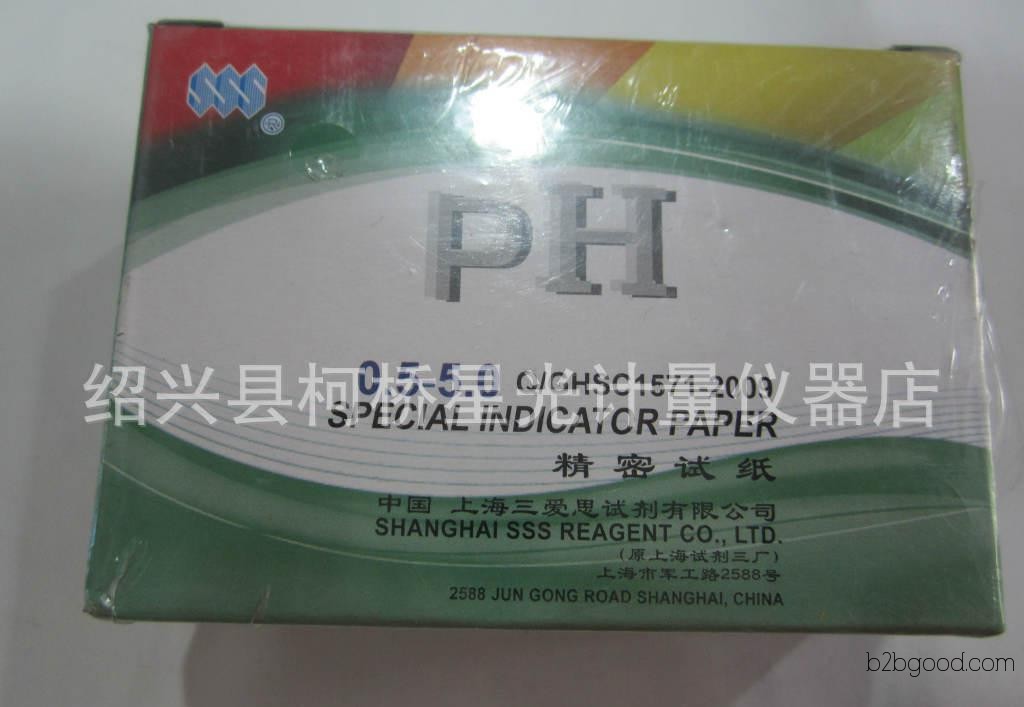 SSS
®
PH
0.5-5.0 Q/GHSC1571-2009
绍兴县柯桥星光计量仪器店
SPECIAL INDICATOR PAPER
精密试纸
中国 上海三爱思试剂有限公司
SHANGHAI SSS REAGENT CO., LTD.
(原上海试剂三厂)
上海市军工路2588号
2588 JUN GONG ROAD SHANGHAI, CHINA
b2bgood.com